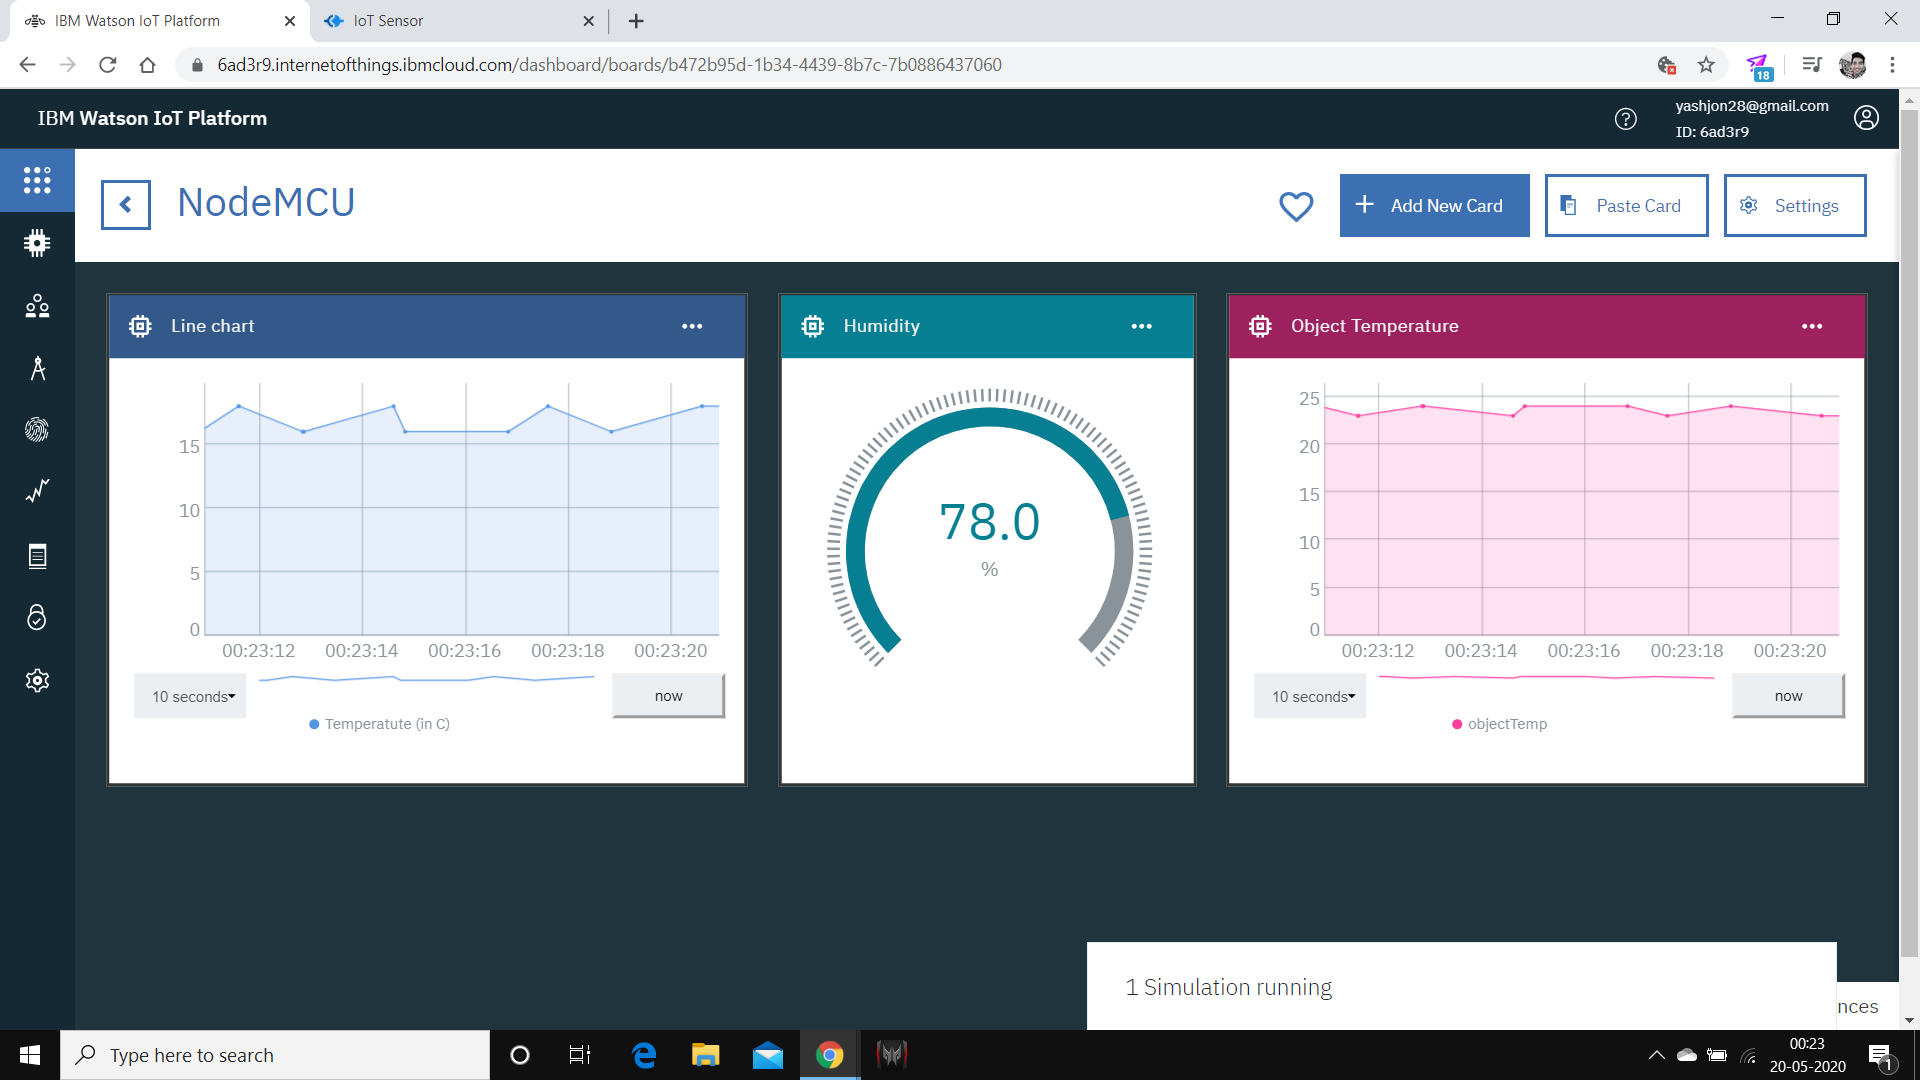 IBM Watson IoT Platform
IoT Sensor
6ad3r9.internetofthings.ibmcloud.com/dashboard/boards/b472b95d-1b34-4439-8b7c-7b0886437060
18
IBM Watson IoT Platform
yashjon28@gmail.com
ID: 6ad3r9
NodeMCU
Add New Card
Paste Card
Settings
Line chart
15
10
5
0
00:23:12 00:23:14 00:23:16 00:23:18 00:23:20
10 seconds
now
Temperatute (in C)
Humidity
78.0
%
Object Temperature
25
20
15
10
5
0
00:23:12 00:23:14 00:23:16 00:23:18 00:23:20
10 seconds
now
objectTemp
1 Simulation running
nces
Type here to search
00:23
20-05-2020
1